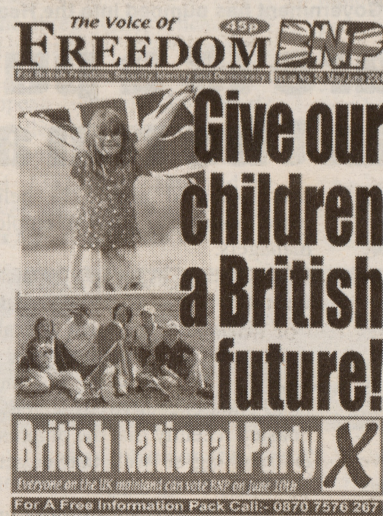 The Voice Of
FREEDOM
45p
BNP
For British Freedom, Security, Identity and Democracy
Issue No. 50, May/June
Give our
children
a British
future!
British National Party X
Everyone on the UK mainland can vote BNP on June 10th
For A Free Information Pack Call:- 0870 7576 267